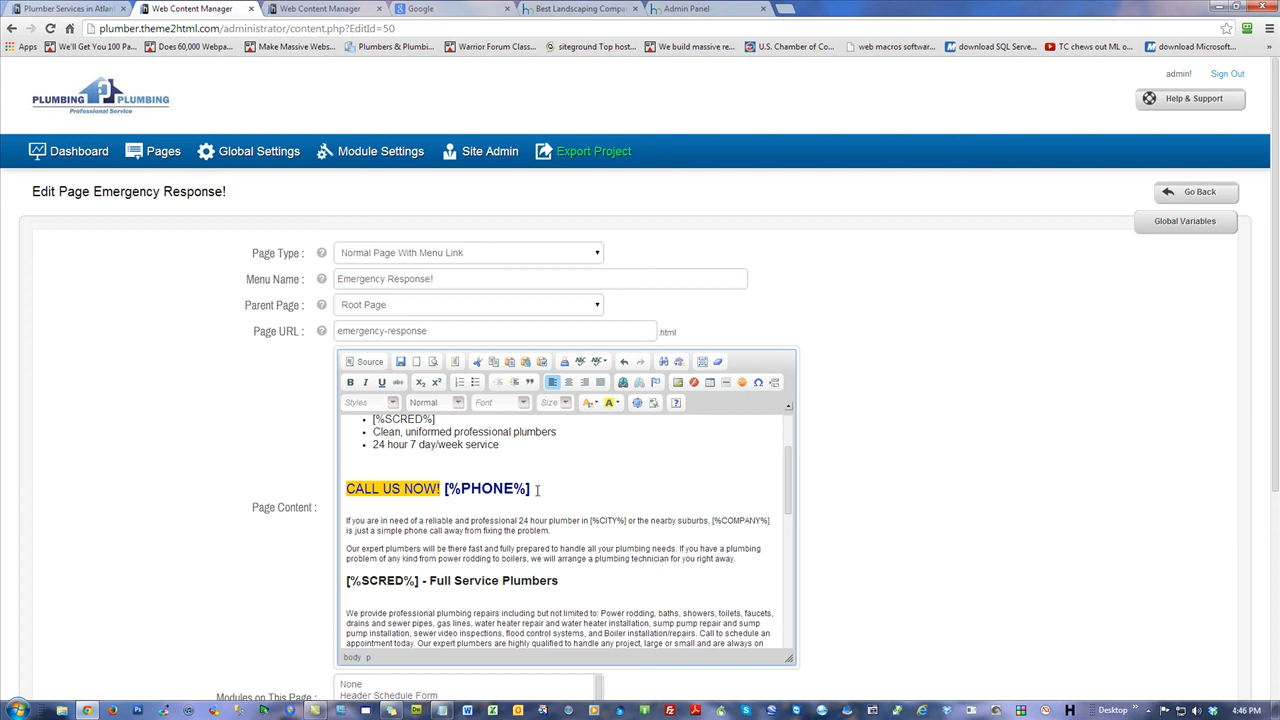 Plumber Services in Atlan
Web Content Manager
Web Content Manager
Google
Best Landscaping Compa
Admin Panel
plumber.theme2html.com/administrator/content.php?EditId=50
Apps
We'll Get You 100 Pa...
Does 60,000 Webpa...
Make Massive Webs...
Plumbers & Plumbi...
Warrior Forum Class...
siteground Top host...
We build massive re...
U.S. Chamber of Co...
web macros softwar...
download SQL Serve...
TC chews out ML o...
download Microsoft...
PLUMBING PLUMBING
Professional Service
admin!
Sign Out
Help & Support
Dashboard
Pages
Global Settings
Module Settings
Site Admin
Export Project
Edit Page Emergency Response!
Go Back
Global Variables
Page Type :
Normal Page With Menu Link
Menu Name :
Emergency Response!
Parent Page :
Root Page
Page URL :
emergency-response
.html
Source
Styles
Normal
Font
Size
[%SCRED%]
Clean, uniformed professional plumbers
24 hour 7 day/week service
CALL US NOW! [%PHONE%]
Page Content :
If you are in need of a reliable and professional 24 hour plumber in [%CITY%] or the nearby suburbs, [%COMPANY%]
is just a simple phone call away from fixing the problem.
Our expert plumbers will be there fast and fully prepared to handle all your plumbing needs. If you have a plumbing
problem of any kind from power rodding to boilers, we will arrange a plumbing technician for you right away.
[%SCRED%] - Full Service Plumbers
We provide professional plumbing repairs including but not limited to: Power rodding, baths, showers, toilets, faucets,
drains and sewer pipes, gas lines, water heater repair and water heater installation, sump pump repair and sump
pump installation, sewer video inspections, flood control systems, and Boiler installation/repairs. Call to schedule an
appointment today. Our expert plumbers are highly qualified to handle any project, large or small and are always on
body p
Modules on This Page :
None
Header Schedule Form
Desktop
4:46 PM